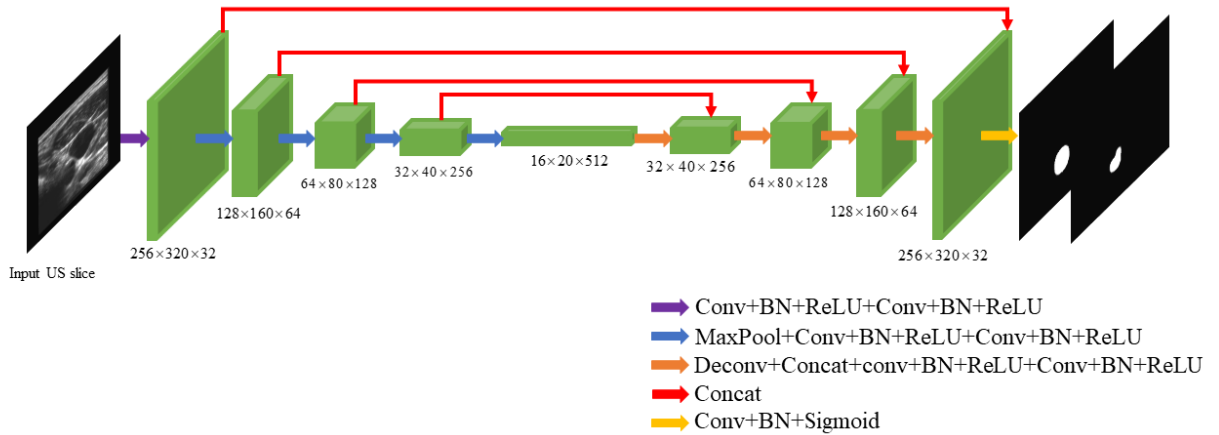 Input US slice
256×320×32
128×160×64
64×80×128
32×40×256
16×20×512
32×40×256
64×80×128
128×160×64
256×320×32
Conv+BN+ReLU+Conv+BN+ReLU
MaxPool+Conv+BN+ReLU+Conv+BN+ReLU
Deconv+Concat+conv+BN+ReLU+Conv+BN+ReLU
Concat
Conv+BN+Sigmoid